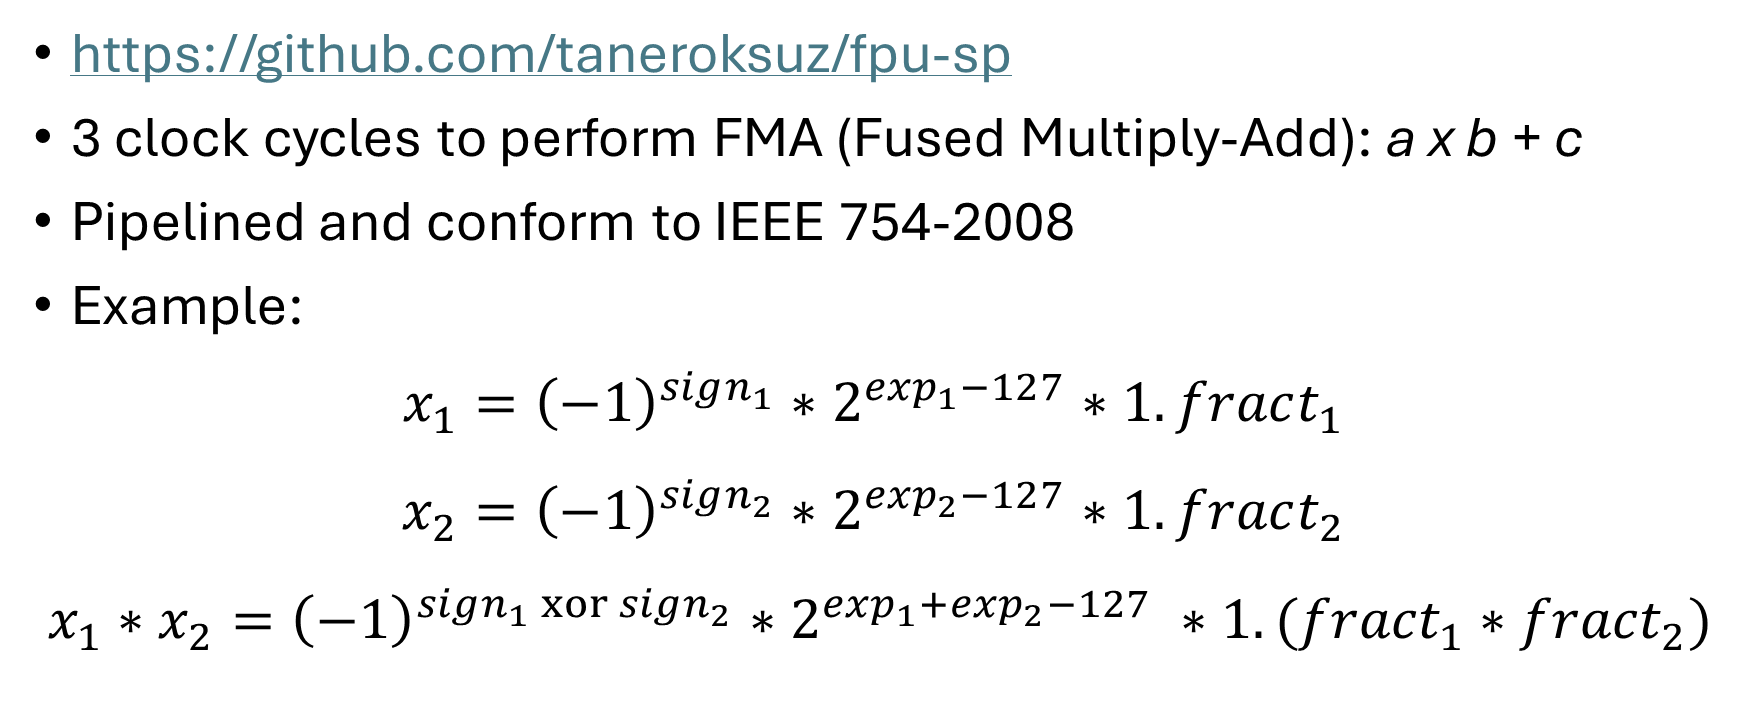 • https://github.com/taneroksuz/fpu-sp
• 3 clock cycles to perform FMA (Fused Multiply-Add): a x b + c
• Pipelined and conform to IEEE 754-2008
• Example:
x₁ = (−1)^{sign₁} * 2^{exp₁−127} * 1. fract₁
x₂ = (−1)^{sign₂} * 2^{exp₂−127} * 1. fract₂
x₁ * x₂ = (−1)^{sign₁ xor sign₂} * 2^{exp₁+exp₂−127} * 1. (fract₁ * fract₂)